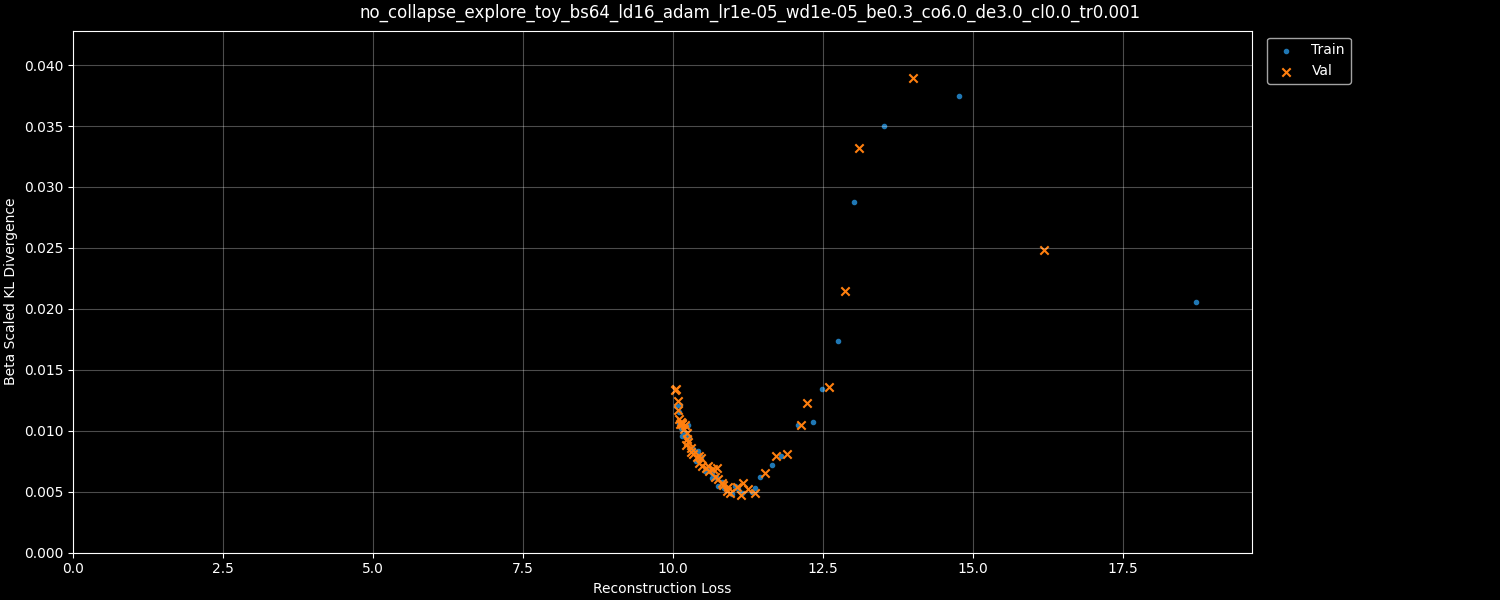 no_collapse_explore_toy_bs64_ld16_adam_lr1e-05_wd1e-05_be0.3_co6.0_de3.0_cl0.0_tr0.001
Train
Val
0.040
0.035
0.030
0.025
0.020
0.015
0.010
0.005
0.000
Beta Scaled KL Divergence
0.0 2.5 5.0 7.5 10.0 12.5 15.0 17.5
Reconstruction Loss